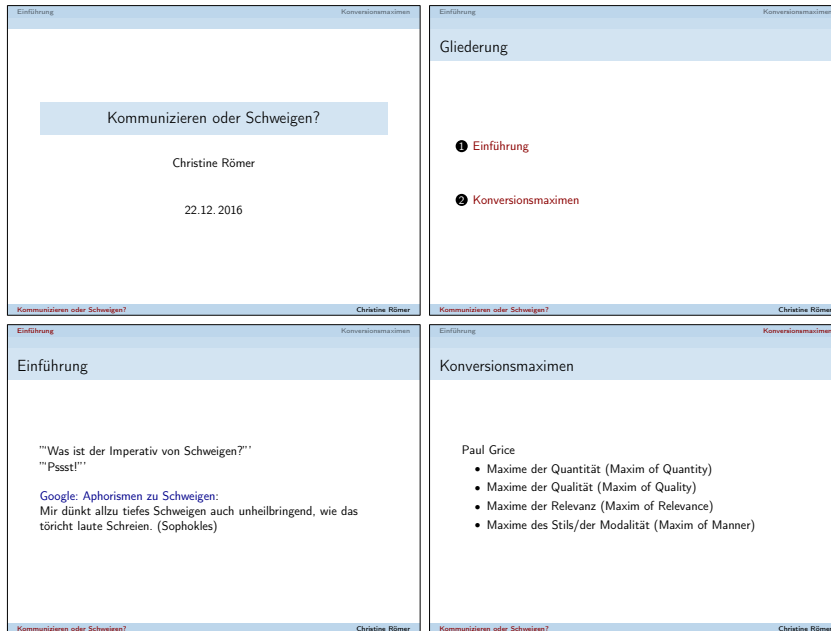 Einführung Konversionsmaximen
Kommunizieren oder Schweigen?
Christine Römer
22.12. 2016
Kommunizieren oder Schweigen? Christine Römer
Einführung Konversionsmaximen
Gliederung
1 Einführung
2 Konversionsmaximen
Kommunizieren oder Schweigen? Christine Römer
Einführung Konversionsmaximen
Einführung
"'Was ist der Imperativ von Schweigen?"'
"'Pssst!"'
Google: Aphorismen zu Schweigen:
Mir dünkt allzu tiefes Schweigen auch unheilbringend, wie das
töricht laute Schreien. (Sophokles)
Kommunizieren oder Schweigen? Christine Römer
Einführung Konversionsmaximen
Konversionsmaximen
Paul Grice
• Maxime der Quantität (Maxim of Quantity)
• Maxime der Qualität (Maxim of Quality)
• Maxime der Relevanz (Maxim of Relevance)
• Maxime des Stils/der Modalität (Maxim of Manner)
Kommunizieren oder Schweigen? Christine Römer